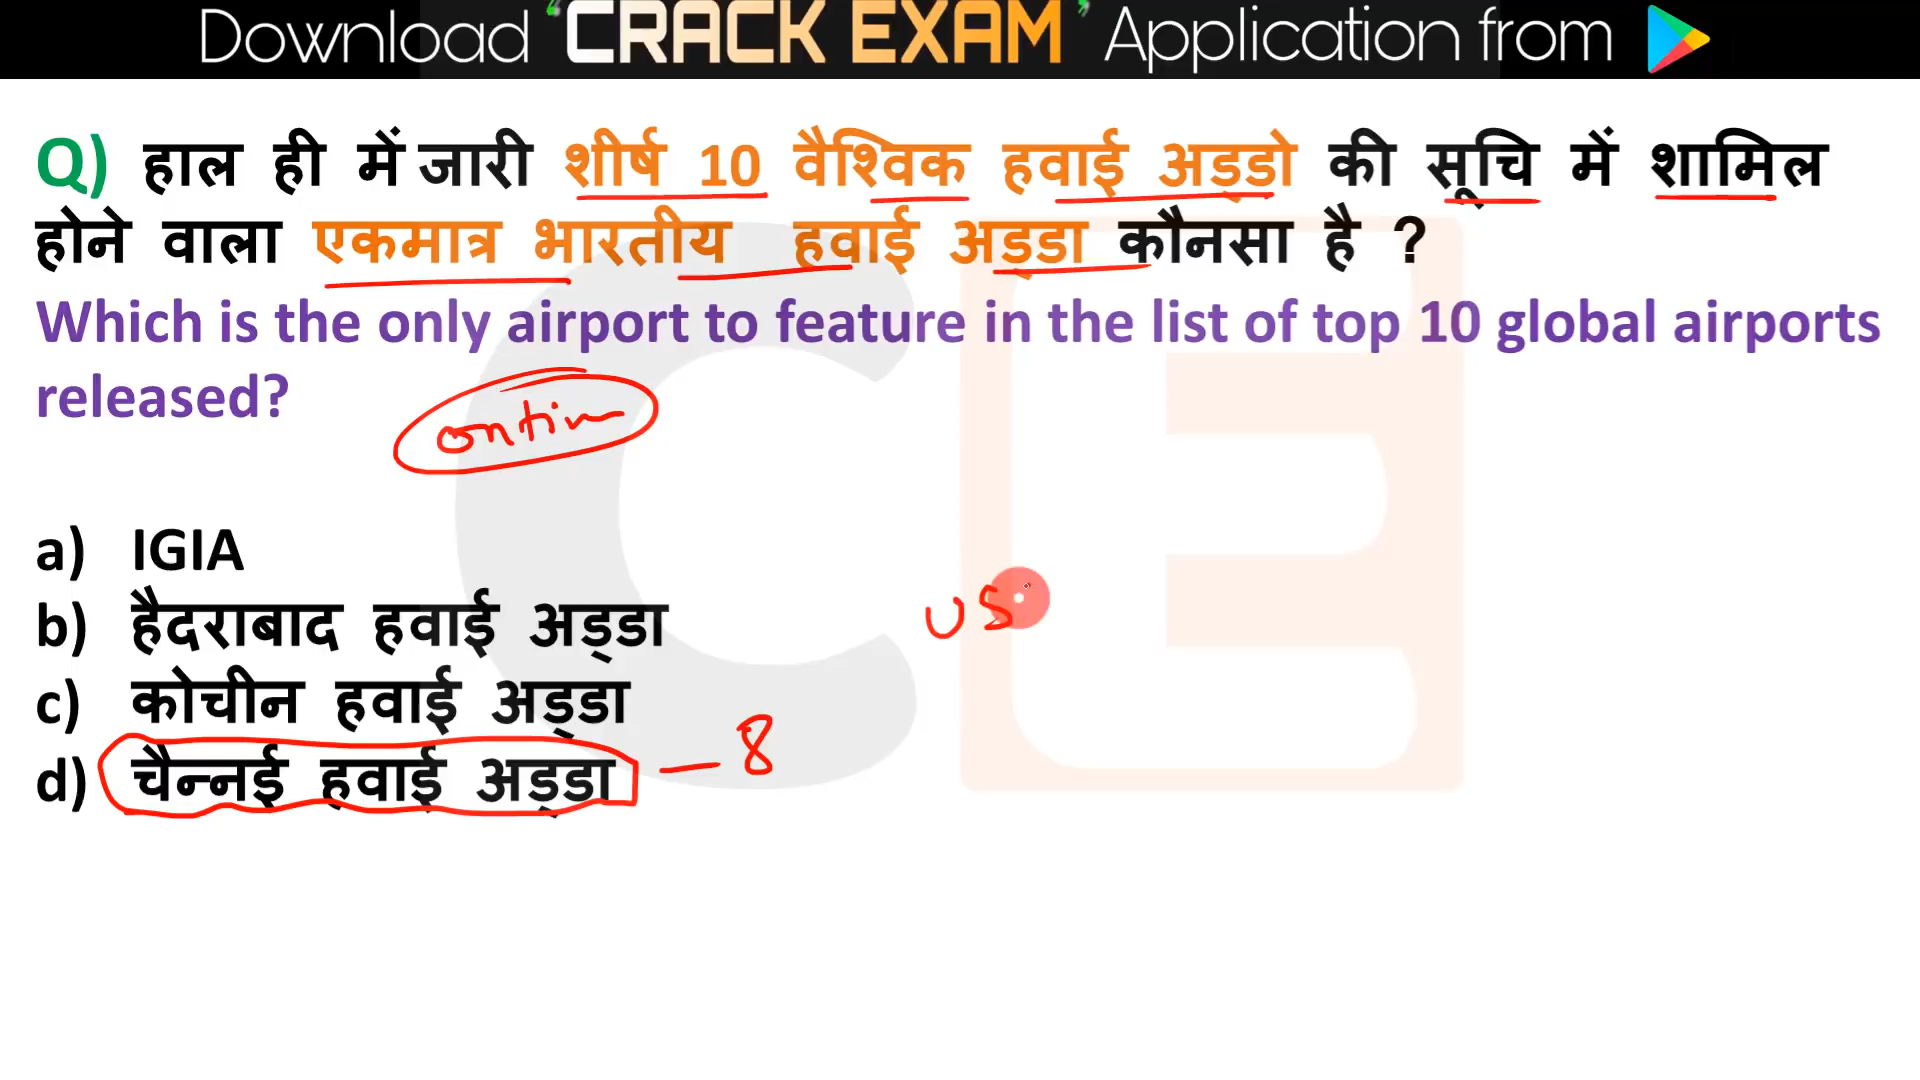 Download ‘CRACK EXAM’ Application from
Q) हाल ही में जारी शीर्ष 10 वैश्विक हवाई अड्डो की सूचि में शामिल
होने वाला एकमात्र भारतीय हवाई अड्डा कौनसा है ?
Which is the only airport to feature in the list of top 10 global airports
released?
ontim
a) IGIA
b) हैदराबाद हवाई अड्डा
US
c) कोचीन हवाई अड्डा
d) चैन्नई हवाई अड्डा — 8
CE